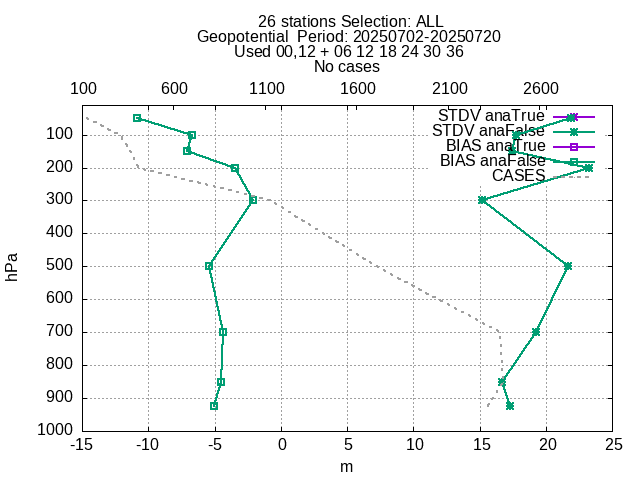 26 stations Selection: ALL
Geopotential  Period: 20250702-20250720
Used 00,12 + 06 12 18 24 30 36
No cases
100 600 1100 1600 2100 2600
STDV anaTrue
STDV anaFalse
BIAS anaTrue
BIAS anaFalse
CASES
100
200
300
400
500
600
700
800
900
1000
hPa
-15 -10 -5 0 5 10 15 20 25
m